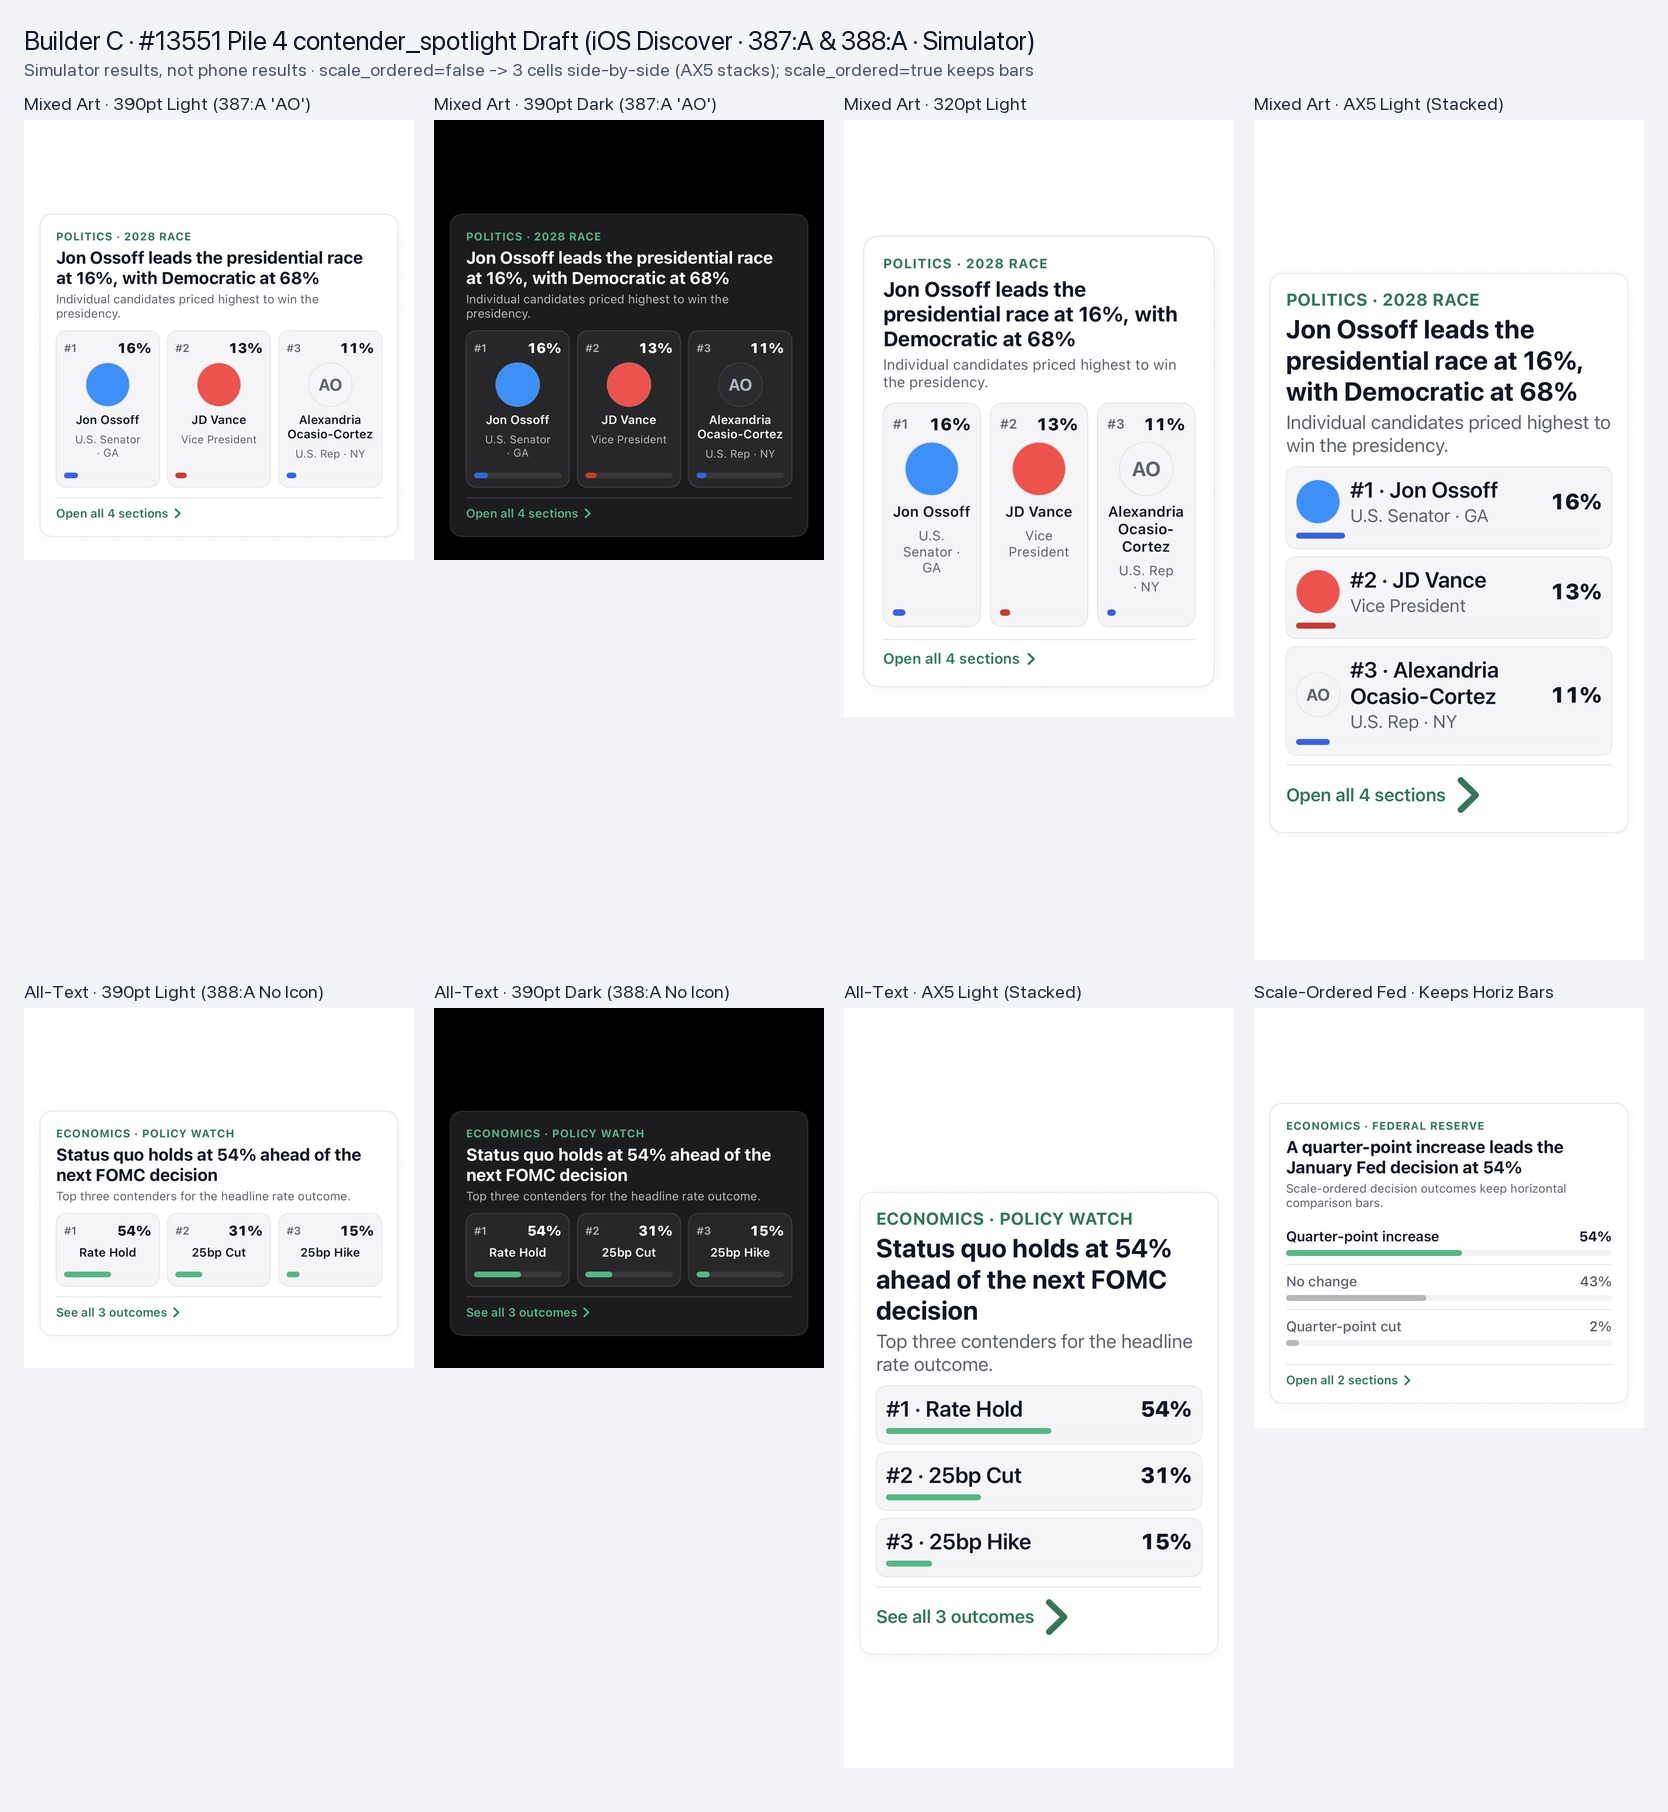 Builder C · #13551 Pile 4 contender_spotlight Draft (iOS Discover · 387:A & 388:A · Simulator)
Simulator results, not phone results · scale_ordered=false -> 3 cells side-by-side (AX5 stacks); scale_ordered=true keeps bars
Mixed Art · 390pt Light (387:A 'AO')
POLITICS · 2028 RACE
Jon Ossoff leads the presidential race
at 16%, with Democratic at 68%
Individual candidates priced highest to win the
presidency.
#1 16%
Jon Ossoff
U.S. Senator
· GA
#2 13%
JD Vance
Vice President
#3 11%
AO
Alexandria
Ocasio-Cortez
U.S. Rep · NY
Open all 4 sections
Mixed Art · 390pt Dark (387:A 'AO')
POLITICS · 2028 RACE
Jon Ossoff leads the presidential race
at 16%, with Democratic at 68%
Individual candidates priced highest to win the
presidency.
#1 16%
Jon Ossoff
U.S. Senator
· GA
#2 13%
JD Vance
Vice President
#3 11%
AO
Alexandria
Ocasio-Cortez
U.S. Rep · NY
Open all 4 sections
Mixed Art · 320pt Light
POLITICS · 2028 RACE
Jon Ossoff leads the
presidential race at 16%, with
Democratic at 68%
Individual candidates priced highest to win
the presidency.
#1 16%
Jon Ossoff
U.S.
Senator ·
GA
#2 13%
JD Vance
Vice
President
#3 11%
AO
Alexandria
Ocasio-
Cortez
U.S. Rep
· NY
Open all 4 sections
Mixed Art · AX5 Light (Stacked)
POLITICS · 2028 RACE
Jon Ossoff leads the
presidential race at 16%,
with Democratic at 68%
Individual candidates priced highest to
win the presidency.
#1 · Jon Ossoff 16%
U.S. Senator · GA
#2 · JD Vance 13%
Vice President
AO
#3 · Alexandria
Ocasio-Cortez 11%
U.S. Rep · NY
Open all 4 sections
All-Text · 390pt Light (388:A No Icon)
ECONOMICS · POLICY WATCH
Status quo holds at 54% ahead of the
next FOMC decision
Top three contenders for the headline rate outcome.
#1 54%
Rate Hold
#2 31%
25bp Cut
#3 15%
25bp Hike
See all 3 outcomes
All-Text · 390pt Dark (388:A No Icon)
ECONOMICS · POLICY WATCH
Status quo holds at 54% ahead of the
next FOMC decision
Top three contenders for the headline rate outcome.
#1 54%
Rate Hold
#2 31%
25bp Cut
#3 15%
25bp Hike
See all 3 outcomes
All-Text · AX5 Light (Stacked)
ECONOMICS · POLICY WATCH
Status quo holds at 54%
ahead of the next FOMC
decision
Top three contenders for the headline
rate outcome.
#1 · Rate Hold 54%
#2 · 25bp Cut 31%
#3 · 25bp Hike 15%
See all 3 outcomes
Scale-Ordered Fed · Keeps Horiz Bars
ECONOMICS · FEDERAL RESERVE
A quarter-point increase leads the
January Fed decision at 54%
Scale-ordered decision outcomes keep horizontal
comparison bars.
Quarter-point increase 54%
No change 43%
Quarter-point cut 2%
Open all 2 sections